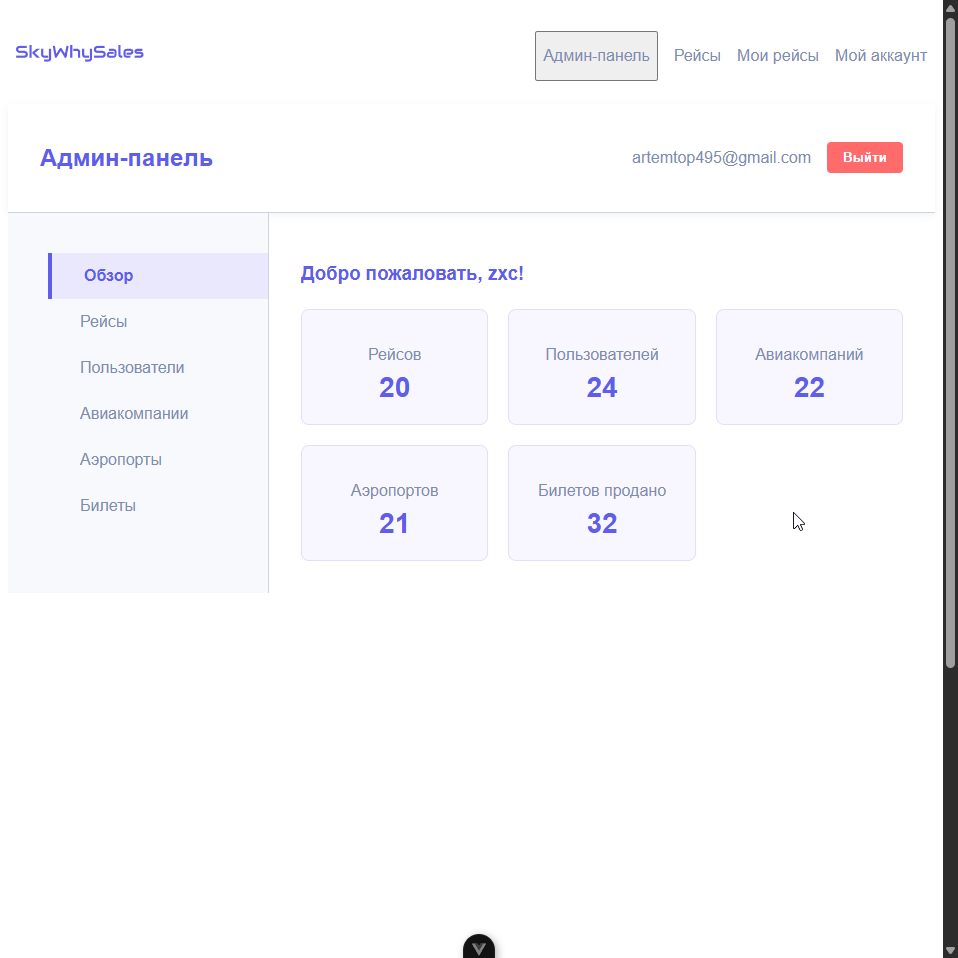 SkyWhySales
Админ-панель Рейсы Мои рейсы Мой аккаунт
Админ-панель
artemtop495@gmail.com Выйти
Обзор
Рейсы
Пользователи
Авиакомпании
Аэропорты
Билеты
Добро пожаловать, zxc!
Рейсов
20
Пользователей
24
Авиакомпаний
22
Аэропортов
21
Билетов продано
32